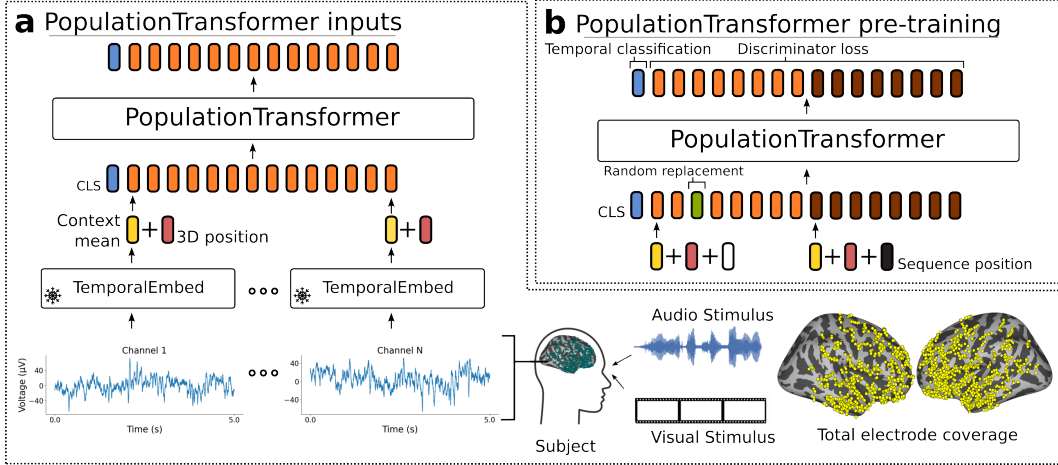 a PopulationTransformer inputs
PopulationTransformer
CLS
Context
mean
3D position
TemporalEmbed
TemporalEmbed
Channel 1
Channel N
Voltage (μV)
40
0
−40
0.0
5.0
Time (s)
40
0
−40
0.0
5.0
Time (s)
b PopulationTransformer pre-training
Temporal classification
Discriminator loss
PopulationTransformer
Random replacement
CLS
Sequence position
Subject
Audio Stimulus
Visual Stimulus
Total electrode coverage